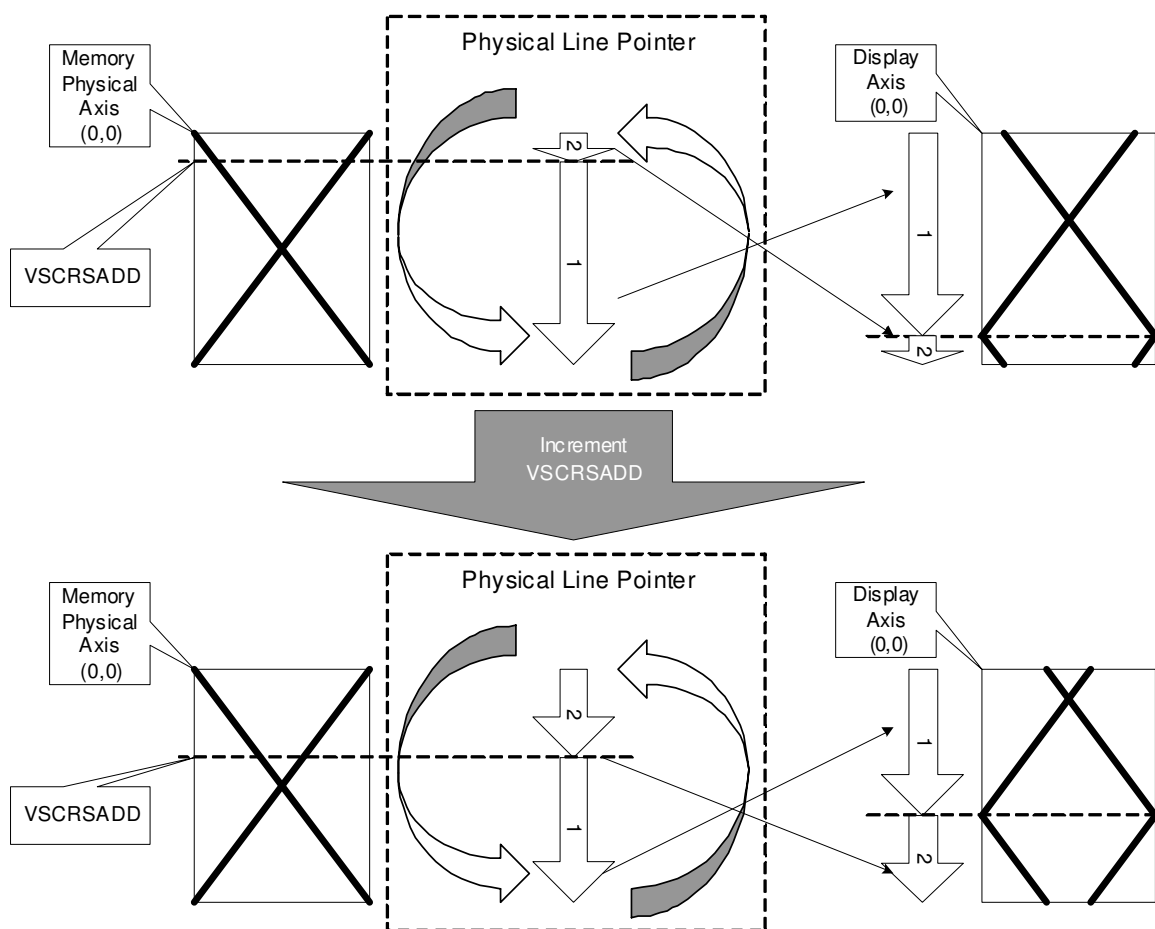 Physical Line Pointer
Memory
Physical
Axis
(0,0)
Display
Axis
(0,0)
2
1
1
2
VSCRSADD
Increment
VSCRSADD
Physical Line Pointer
Memory
Physical
Axis
(0,0)
Display
Axis
(0,0)
2
1
1
2
VSCRSADD